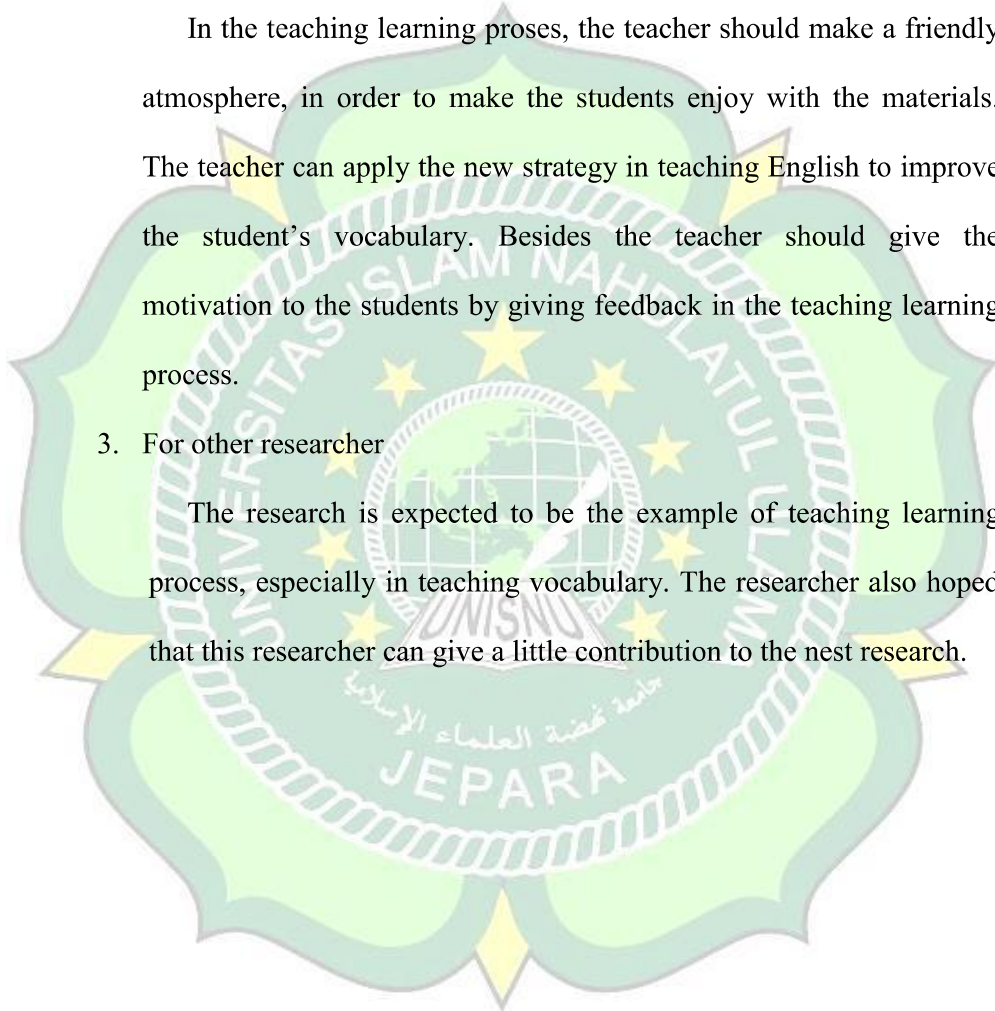 In the teaching learning proses, the teacher should make a friendly
atmosphere, in order to make the students enjoy with the materials.
The teacher can apply the new strategy in teaching English to improve
the student’s vocabulary. Besides the teacher should give the
motivation to the students by giving feedback in the teaching learning
process.
3. For other researcher
The research is expected to be the example of teaching learning
process, especially in teaching vocabulary. The researcher also hoped
that this researcher can give a little contribution to the nest research.
UNIVERSITAS ISLAM NAHDLATUL ULAMA
UNISNU
جامعة نهضة العلماء الإسلامية
JEPARA